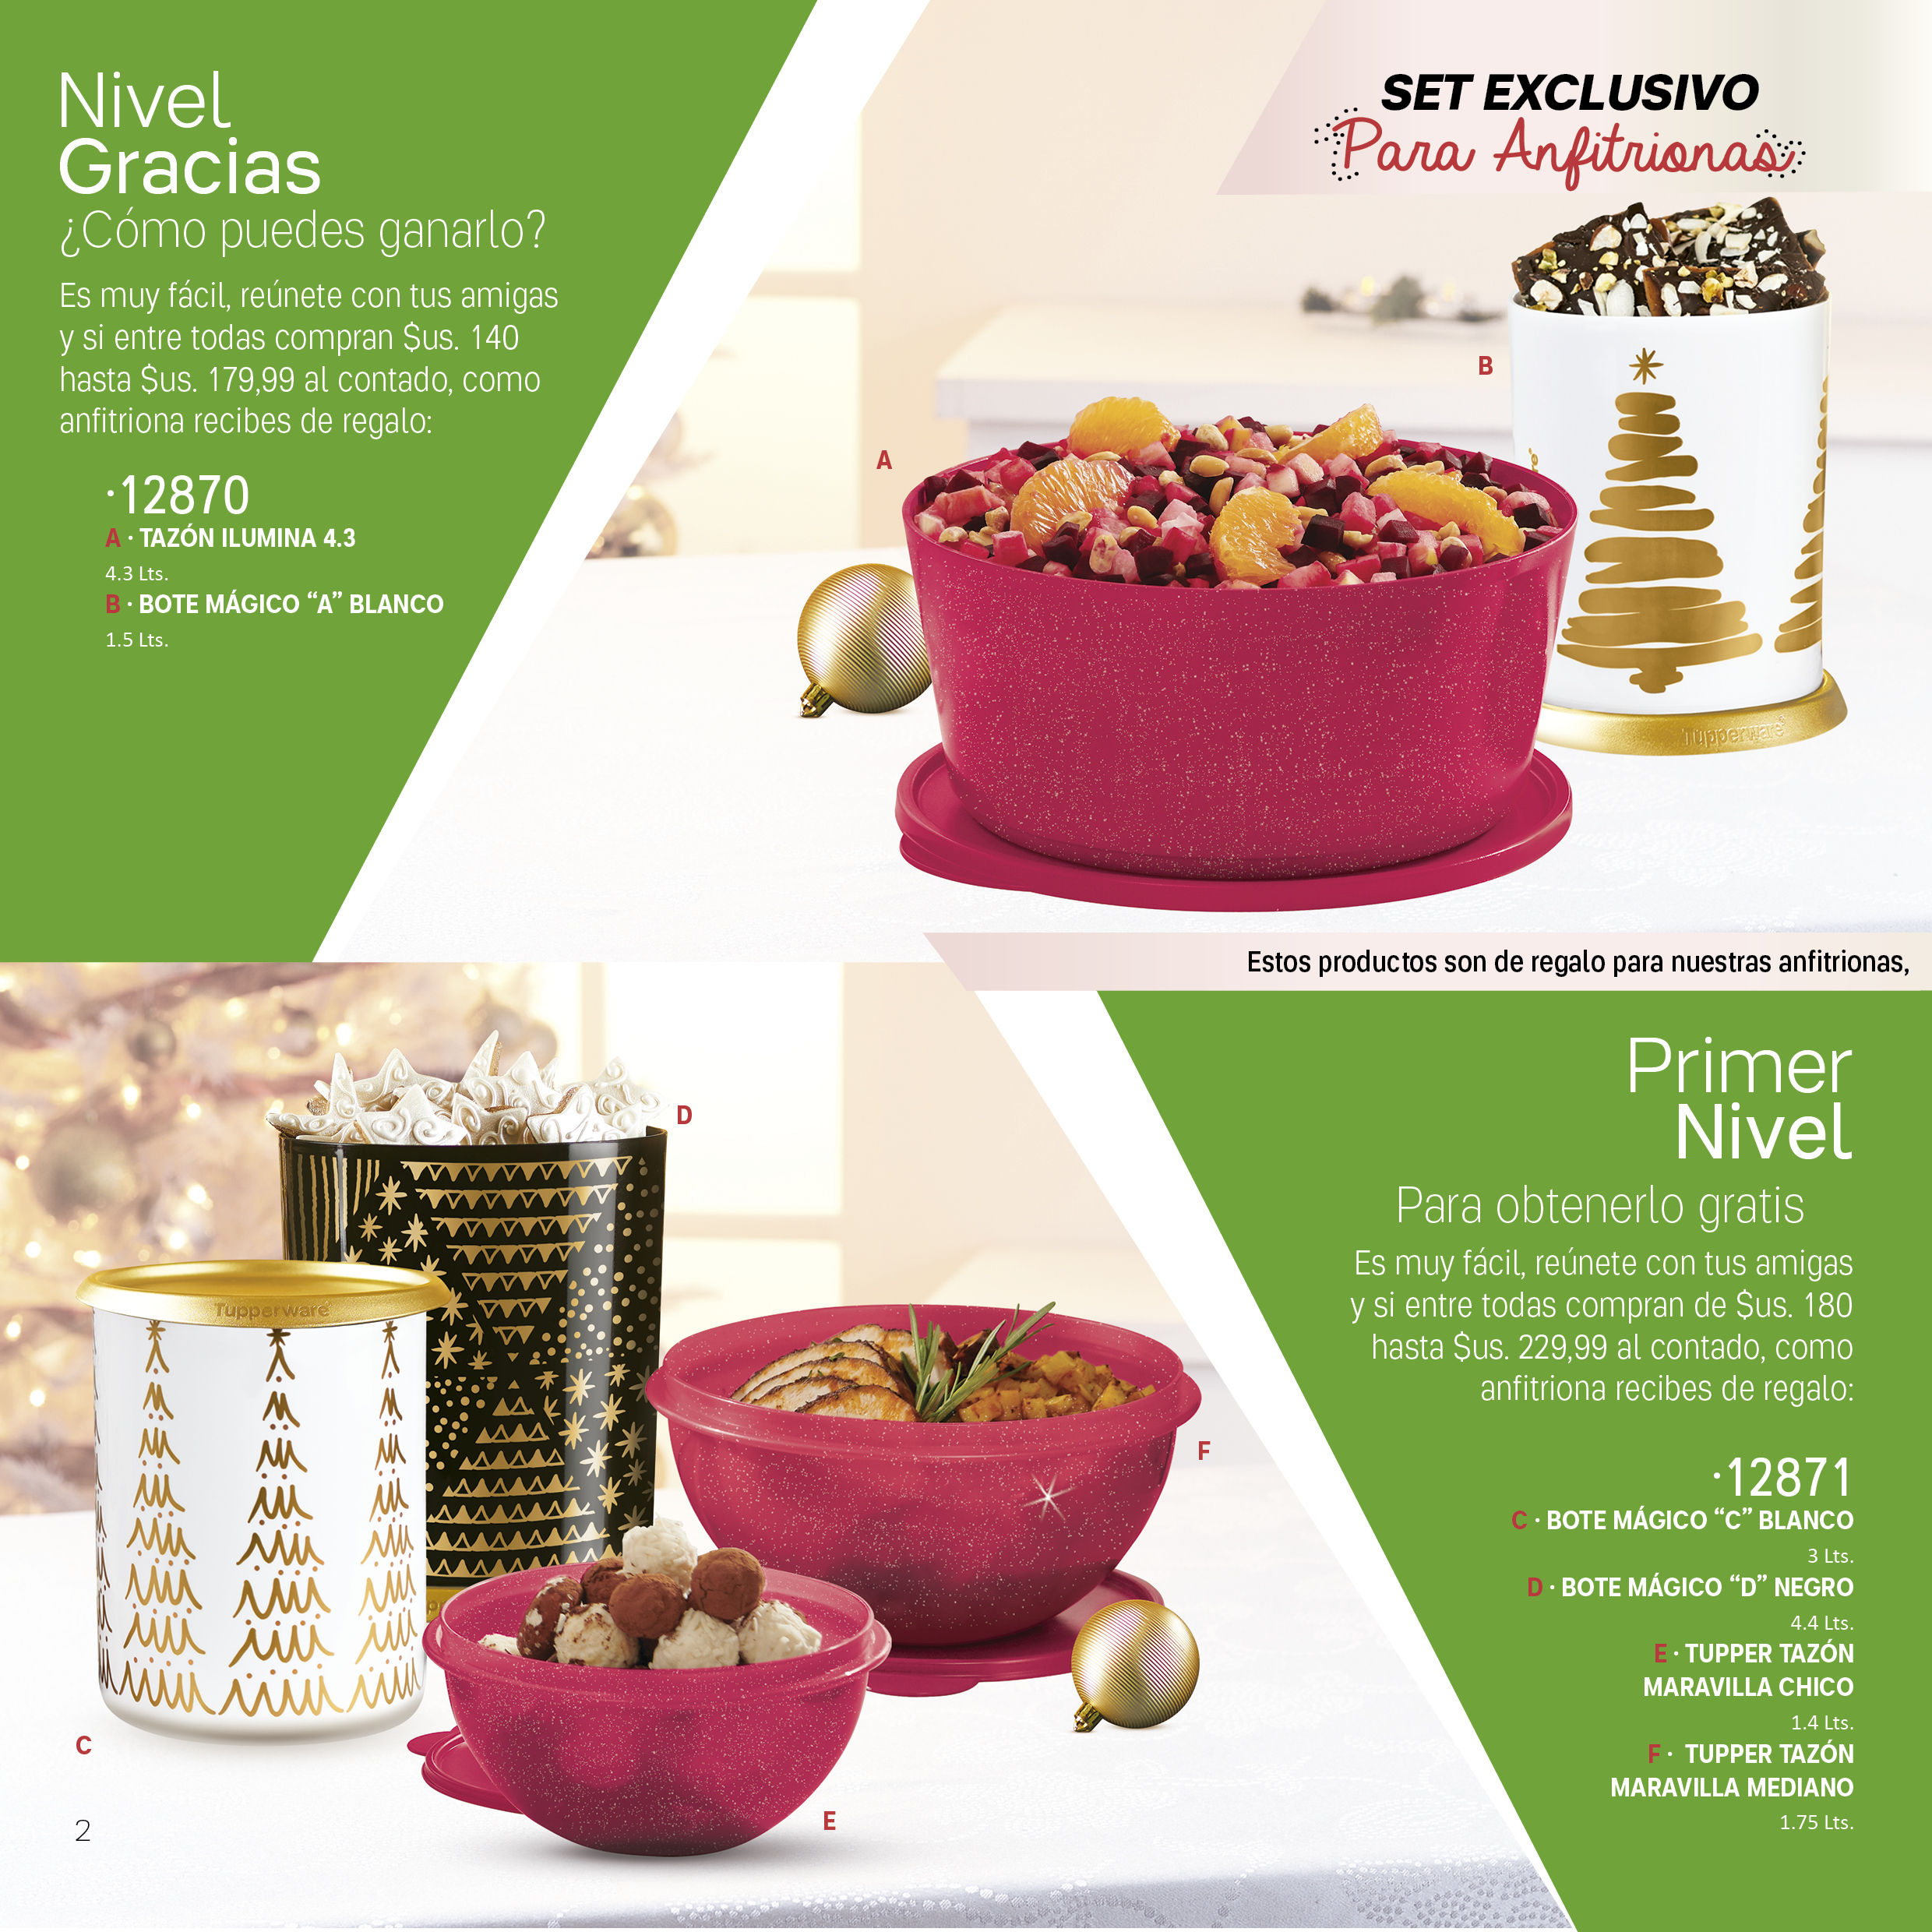 Nivel
Gracias
¿Cómo puedes ganarlo?
Es muy fácil, reúnete con tus amigas
y si entre todas compran $us. 140
hasta $us. 179,99 al contado, como
anfitriona recibes de regalo:
·12870
A · TAZÓN ILUMINA 4.3
4.3 Lts.
B · BOTE MÁGICO “A” BLANCO
1.5 Lts.
SET EXCLUSIVO
Para Anfitrionas
B
A
Tupperware
Estos productos son de regalo para nuestras anfitrionas,
D
Tupperware
F
C
E
2
Primer
Nivel
Para obtenerlo gratis
Es muy fácil, reúnete con tus amigas
y si entre todas compran de $us. 180
hasta $us. 229,99 al contado, como
anfitriona recibes de regalo:
·12871
C · BOTE MÁGICO “C” BLANCO
3 Lts.
D · BOTE MÁGICO “D” NEGRO
4.4 Lts.
E · TUPPER TAZÓN
MARAVILLA CHICO
1.4 Lts.
F · TUPPER TAZÓN
MARAVILLA MEDIANO
1.75 Lts.